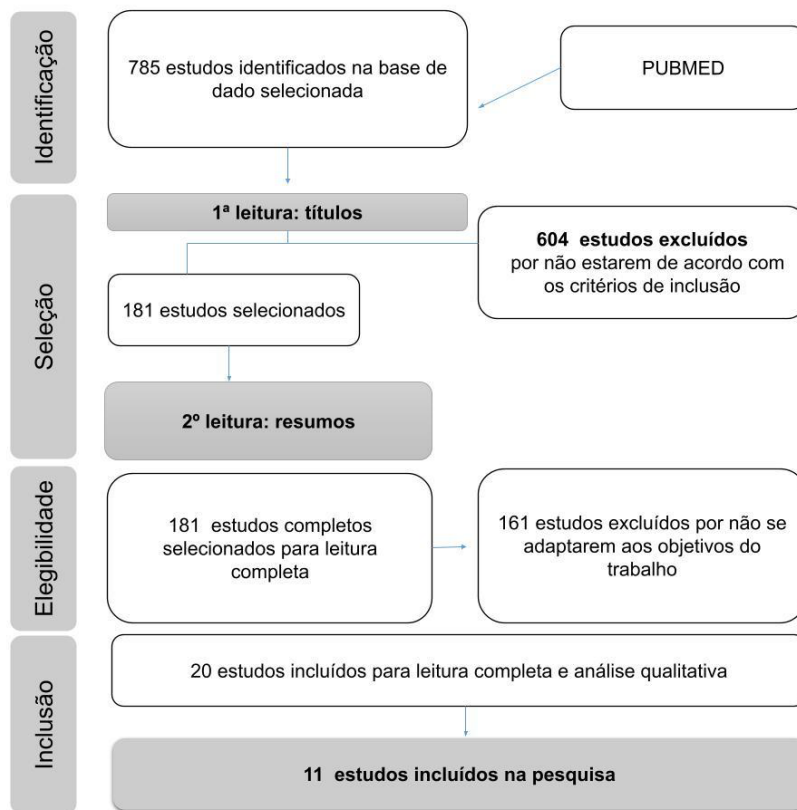 Identificação
785 estudos identificados na base de
dado selecionada
PUBMED
Seleção
1ª leitura: títulos
604 estudos excluídos
por não estarem de acordo com
os critérios de inclusão
181 estudos selecionados
2º leitura: resumos
Elegibilidade
181 estudos completos
selecionados para leitura
completa
161 estudos excluídos por não se
adaptarem aos objetivos do
trabalho
Inclusão
20 estudos incluídos para leitura completa e análise qualitativa
11 estudos incluídos na pesquisa